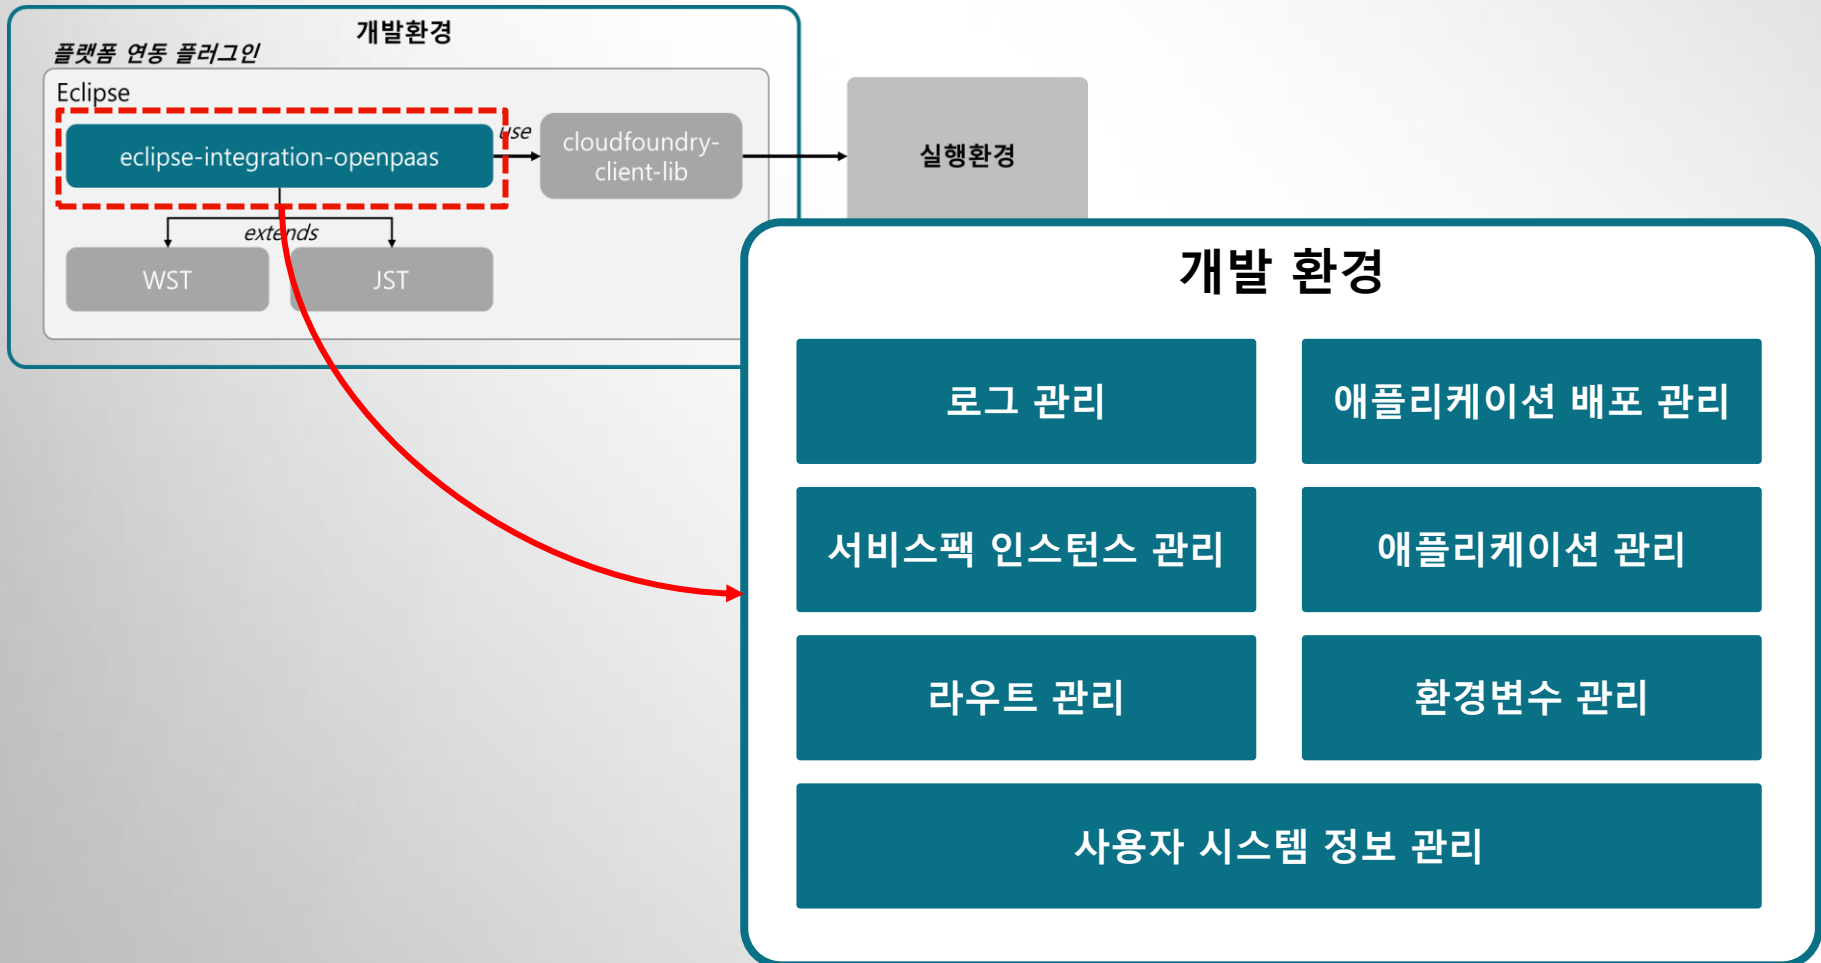 개발환경
플랫폼 연동 플러그인
Eclipse
eclipse-integration-openpaas
use
cloudfoundry-
client-lib
실행환경
extends
WST
JST
개발 환경
로그 관리
애플리케이션 배포 관리
서비스팩 인스턴스 관리
애플리케이션 관리
라우트 관리
환경변수 관리
사용자 시스템 정보 관리